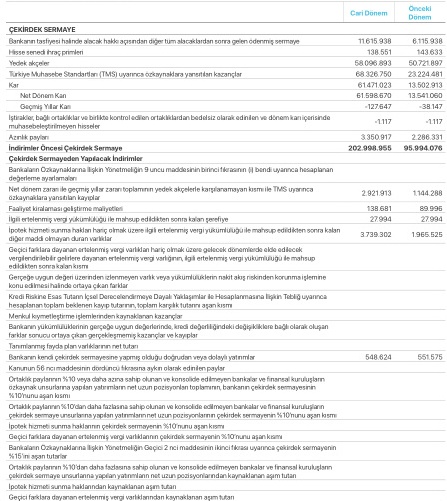 Cari Dönem
Önceki
Dönem
ÇEKİRDEK SERMAYE
Bankanın tasfiyesi halinde alacak hakkı açısından diğer tüm alacaklardan sonra gelen ödenmiş sermaye 11.615.938 6.115.938
Hisse senedi ihraç primleri 138.551 143.633
Yedek akçeler 58.096.893 50.721.897
Türkiye Muhasebe Standartları (TMS) uyarınca özkaynaklara yansıtılan kazançlar 68.326.750 23.224.481
Kar 61.471.023 13.502.913
Net Dönem Karı 61.598.670 13.541.060
Geçmiş Yıllar Karı -127.647 -38.147
İştirakler, bağlı ortaklıklar ve birlikte kontrol edilen ortaklıklardan bedelsiz olarak edinilen ve dönem karı içerisinde
muhasebeleştirilmeyen hisseler -1.117 -1.117
Azınlık payları 3.350.917 2.286.331
İndirimler Öncesi Çekirdek Sermaye 202.998.955 95.994.076
Çekirdek Sermayeden Yapılacak İndirimler
Bankaların Özkaynaklarına İlişkin Yönetmeliğin 9 uncu maddesinin birinci fıkrasının (i) bendi uyarınca hesaplanan
değerleme ayarlamaları
Net dönem zararı ile geçmiş yıllar zararı toplamının yedek akçelerle karşılanamayan kısmı ile TMS uyarınca
özkaynaklara yansıtılan kayıplar 2.921.913 1.144.288
Faaliyet kiralaması geliştirme maliyetleri 138.681 89.996
İlgili ertelenmiş vergi yükümlülüğü ile mahsup edildikten sonra kalan şerefiye 27.994 27.994
İpotek hizmeti sunma hakları hariç olmak üzere ilgili ertelenmiş vergi yükümlülüğü ile mahsup edildikten sonra kalan
diğer maddi olmayan duran varlıklar 3.739.302 1.965.525
Geçici farklara dayanan ertelenmiş vergi varlıkları hariç olmak üzere gelecek dönemlerde elde edilecek
vergilendirilebilir gelirlere dayanan ertelenmiş vergi varlığının, ilgili ertelenmiş vergi yükümlülüğü ile mahsup
edildikten sonra kalan kısmı
Gerçeğe uygun değeri üzerinden izlenmeyen varlık veya yükümlülüklerin nakit akış riskinden korunma işlemine
konu edilmesi halinde ortaya çıkan farklar
Kredi Riskine Esas Tutarın İçsel Derecelendirmeye Dayalı Yaklaşımlar ile Hesaplanmasına İlişkin Tebliğ uyarınca
hesaplanan toplam beklenen kayıp tutarının, toplam karşılık tutarını aşan kısmı
Menkul kıymetleştirme işlemlerinden kaynaklanan kazançlar
Bankanın yükümlülüklerinin gerçeğe uygun değerlerinde, kredi değerliliğindeki değişikliklere bağlı olarak oluşan
farklar sonucu ortaya çıkan gerçekleşmemiş kazançlar ve kayıplar
Tanımlanmış fayda plan varlıklarının net tutarı
Bankanın kendi çekirdek sermayesine yapmış olduğu doğrudan veya dolaylı yatırımlar 548.624 551.575
Kanunun 56 ncı maddesinin dördüncü fıkrasına aykırı olarak edinilen paylar
Ortaklık paylarının %10 veya daha azına sahip olunan ve konsolide edilmeyen bankalar ve finansal kuruluşların
özkaynak unsurlarına yapılan yatırımların net uzun pozisyonları toplamının, bankanın çekirdek sermayesinin
%10'nunu aşan kısmı
Ortaklık paylarının %10'dan daha fazlasına sahip olunan ve konsolide edilmeyen bankalar ve finansal kuruluşların
çekirdek sermaye unsurlarına yapılan yatırımların net uzun pozisyonlarının çekirdek sermayenin %10'nunu aşan kısmı
İpotek hizmeti sunma haklarının çekirdek sermayenin %10'nunu aşan kısmı
Geçici farklara dayanan ertelenmiş vergi varlıklarının çekirdek sermayenin %10'nunu aşan kısmı
Bankaların Özkaynaklarına İlişkin Yönetmeliğin Geçici 2 nci maddesinin ikinci fıkrası uyarınca çekirdek sermayenin
%15'ini aşan tutarlar
Ortaklık paylarının %10'dan daha fazlasına sahip olunan ve konsolide edilmeyen bankalar ve finansal kuruluşların
çekirdek sermaye unsurlarına yapılan yatırımların net uzun pozisyonlarından kaynaklanan aşım tutarı
İpotek hizmeti sunma haklarından kaynaklanan aşım tutarı
Geçici farklara dayanan ertelenmiş vergi varlıklarından kaynaklanan aşım tutarı